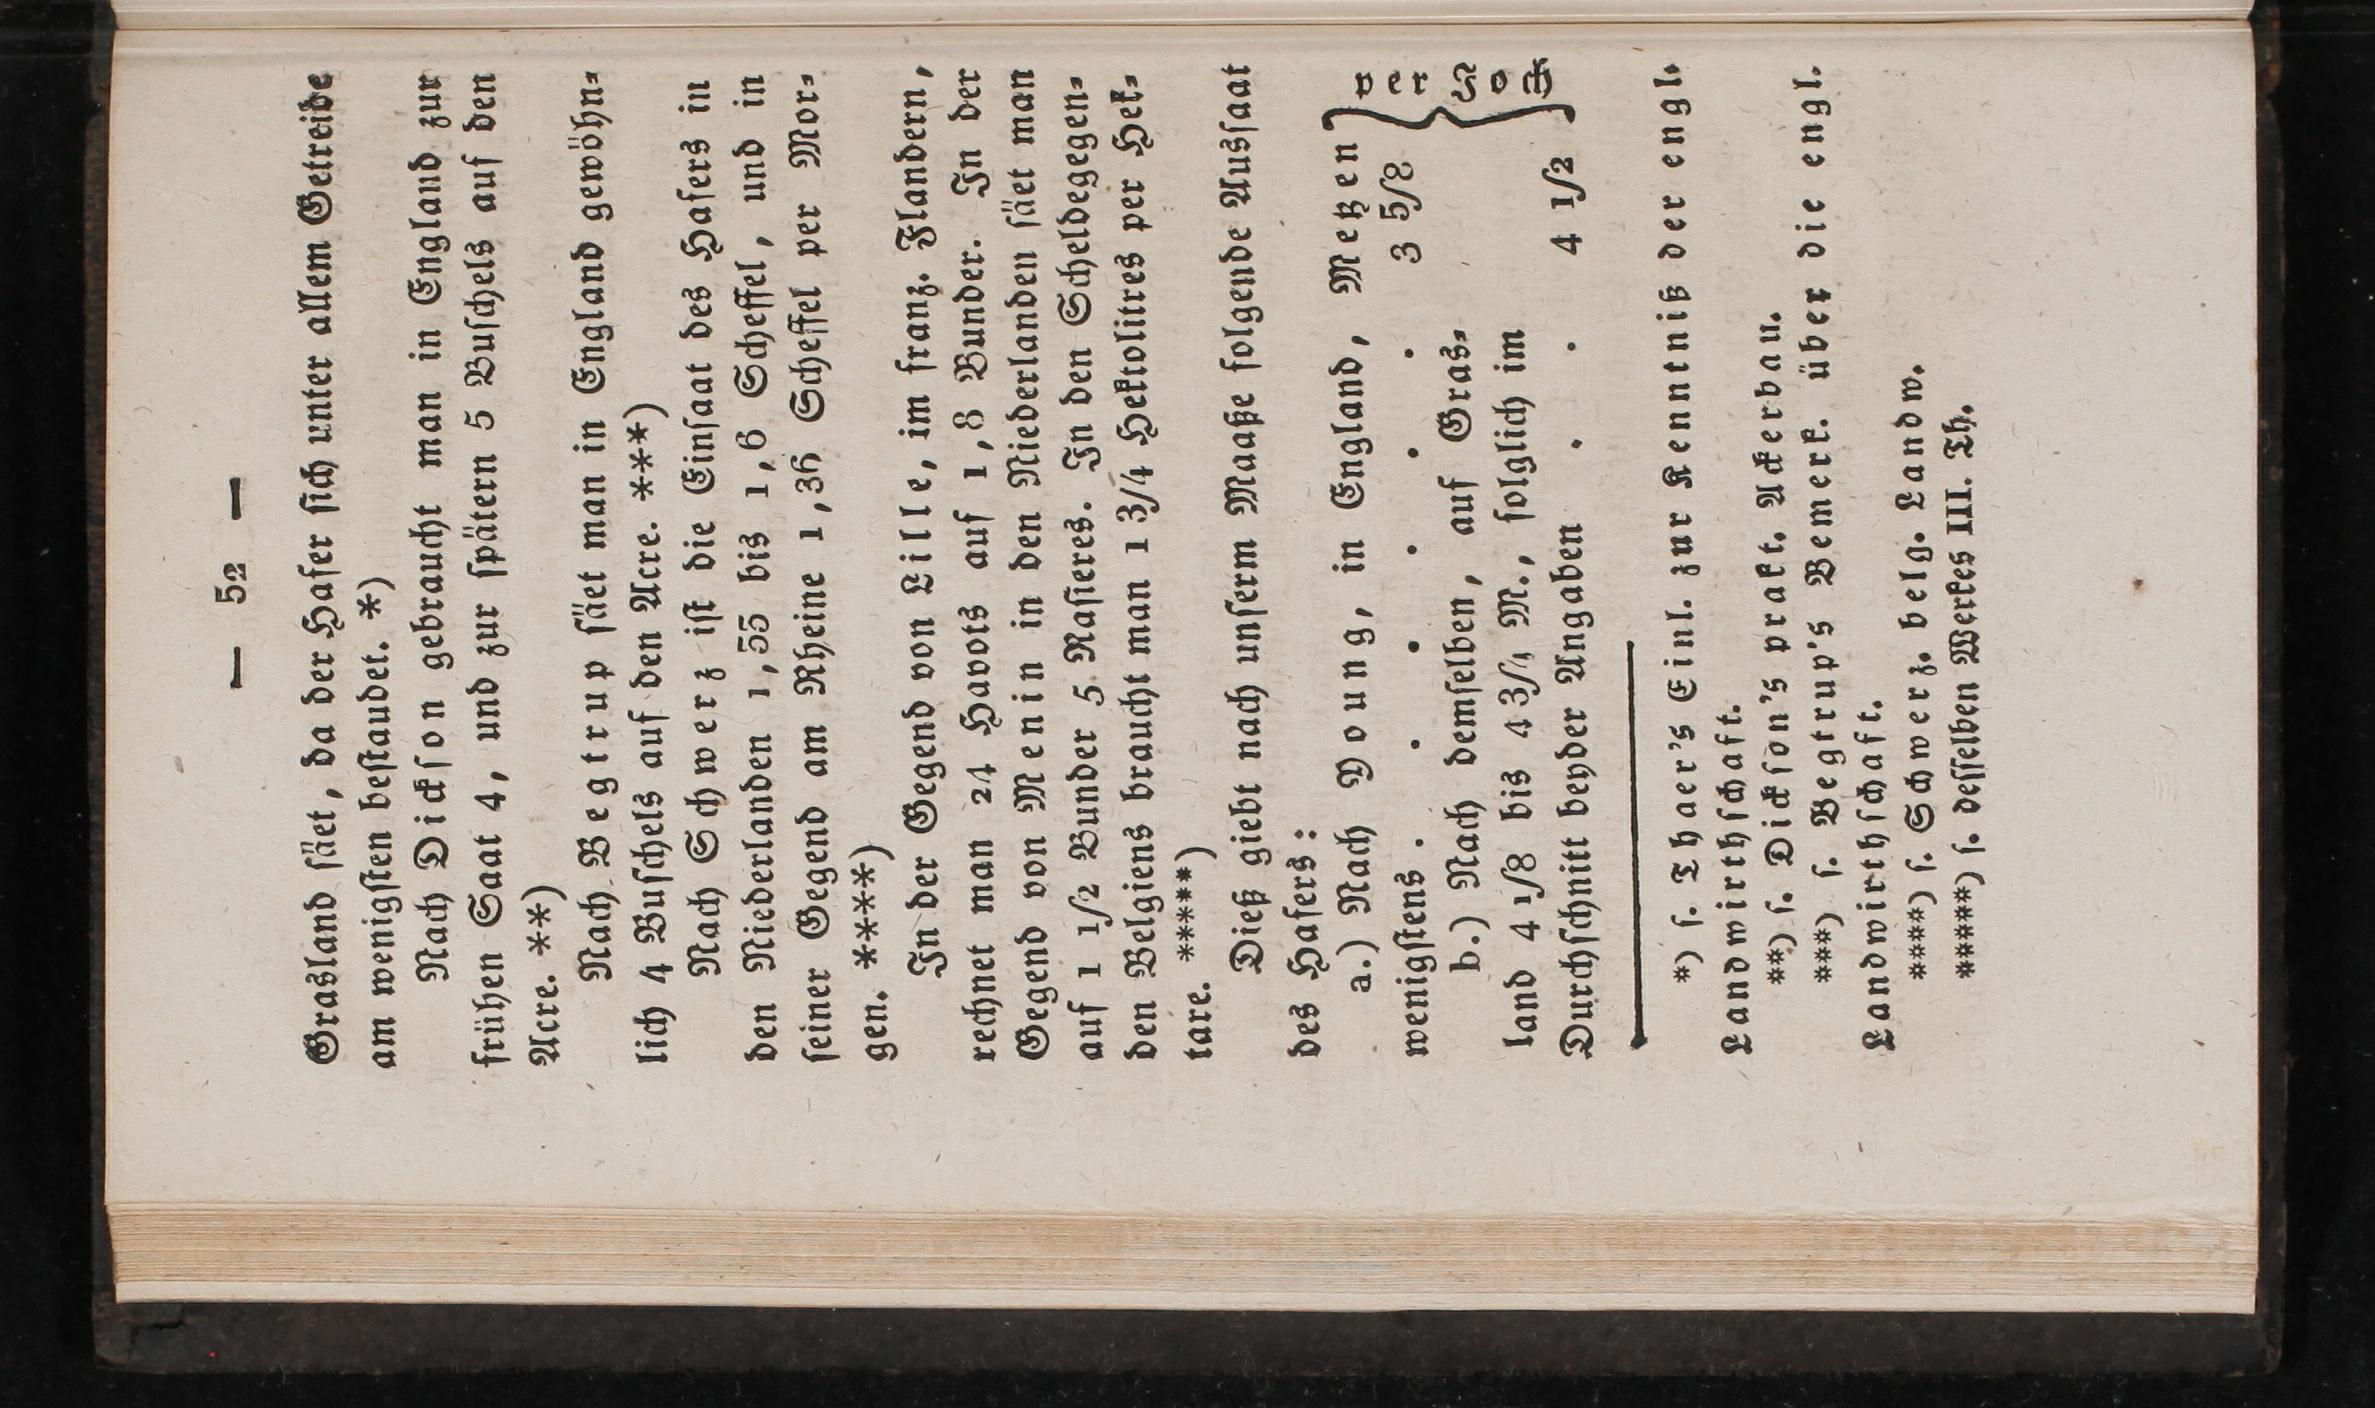 — 52 —
Grasland säet, da der Hafer sich unter allem Getreide
am wenigsten bestaudet. *)
Nach Dickson gebraucht man in England zur
frühen Saat 4, und zur spätern 5 Buschels auf den
Acre. **)
Nach Begtrup säet man in England gewöhn-
lich 4 Buschels auf den Acre. ***)
Nach Schwerz ist die Einsaat des Hafers in
den Niederlanden 1,55 bis 1,6 Scheffel, und in
seiner Gegend am Rheine 1,36 Scheffel per Mor-
gen. ****)
In der Gegend von Lille, im franz. Flandern,
rechnet man 24 Havots auf 1,8 Bunder. In der
Gegend von Menin in den Niederlanden säet man
auf 1 1/2 Bunder 5 Rasieres. In den Scheldegegen-
den Belgiens braucht man 1 3/4 Hektolitres per Hek-
tare. *****)
Dieß giebt nach unserm Maaße folgende Aussaat
des Hafers:
a.) Nach Young, in England, Metzen
wenigstens . . . . . . 3 5/8
b.) Nach demselben, auf Gras-
land 4 1/8 bis 4 3/4 M., folglich im
Durchschnitt beyder Angaben . . 4 1/2
*) s. Thaer's Einl. zur Kenntniß der engl.
Landwirthschaft.
**) s. Dickson's prakt. Ackerbau.
***) s. Begtrup's Bemerk. über die engl.
Landwirthschaft.
****) s. Schwerz. belg. Landw.
*****) s. desselben Werkes III. Th.